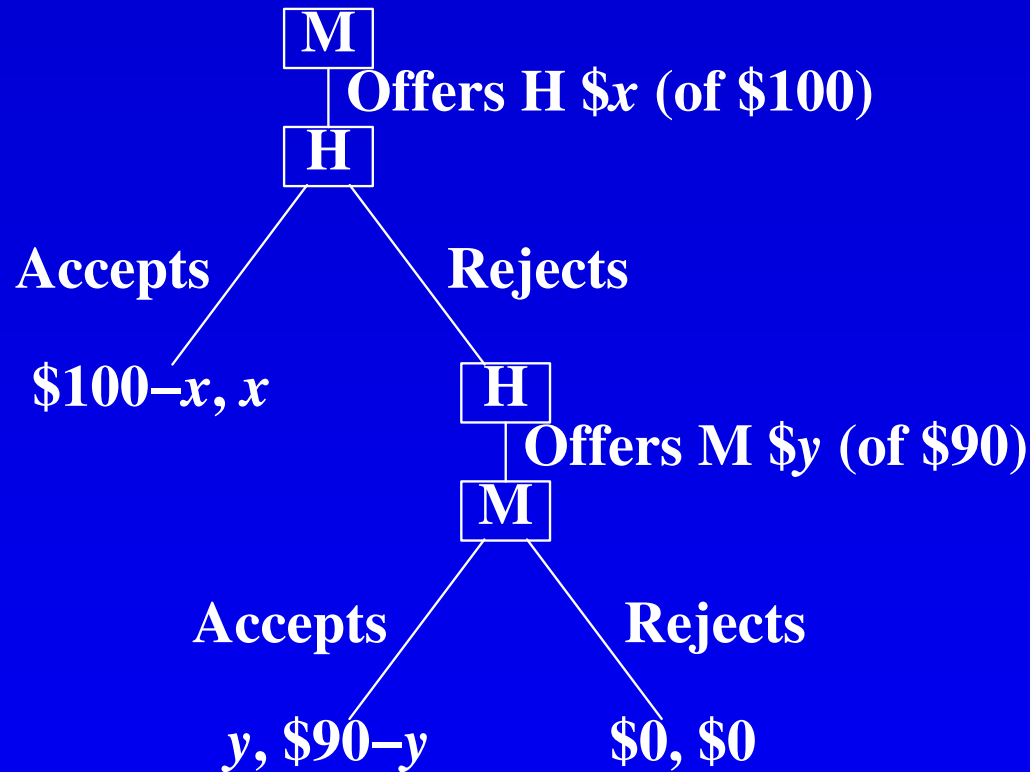 M
Offers H $x (of $100)
H
Accepts Rejects
$100–x, x
H
Offers M $y (of $90)
M
Accepts Rejects
y, $90–y $0, $0